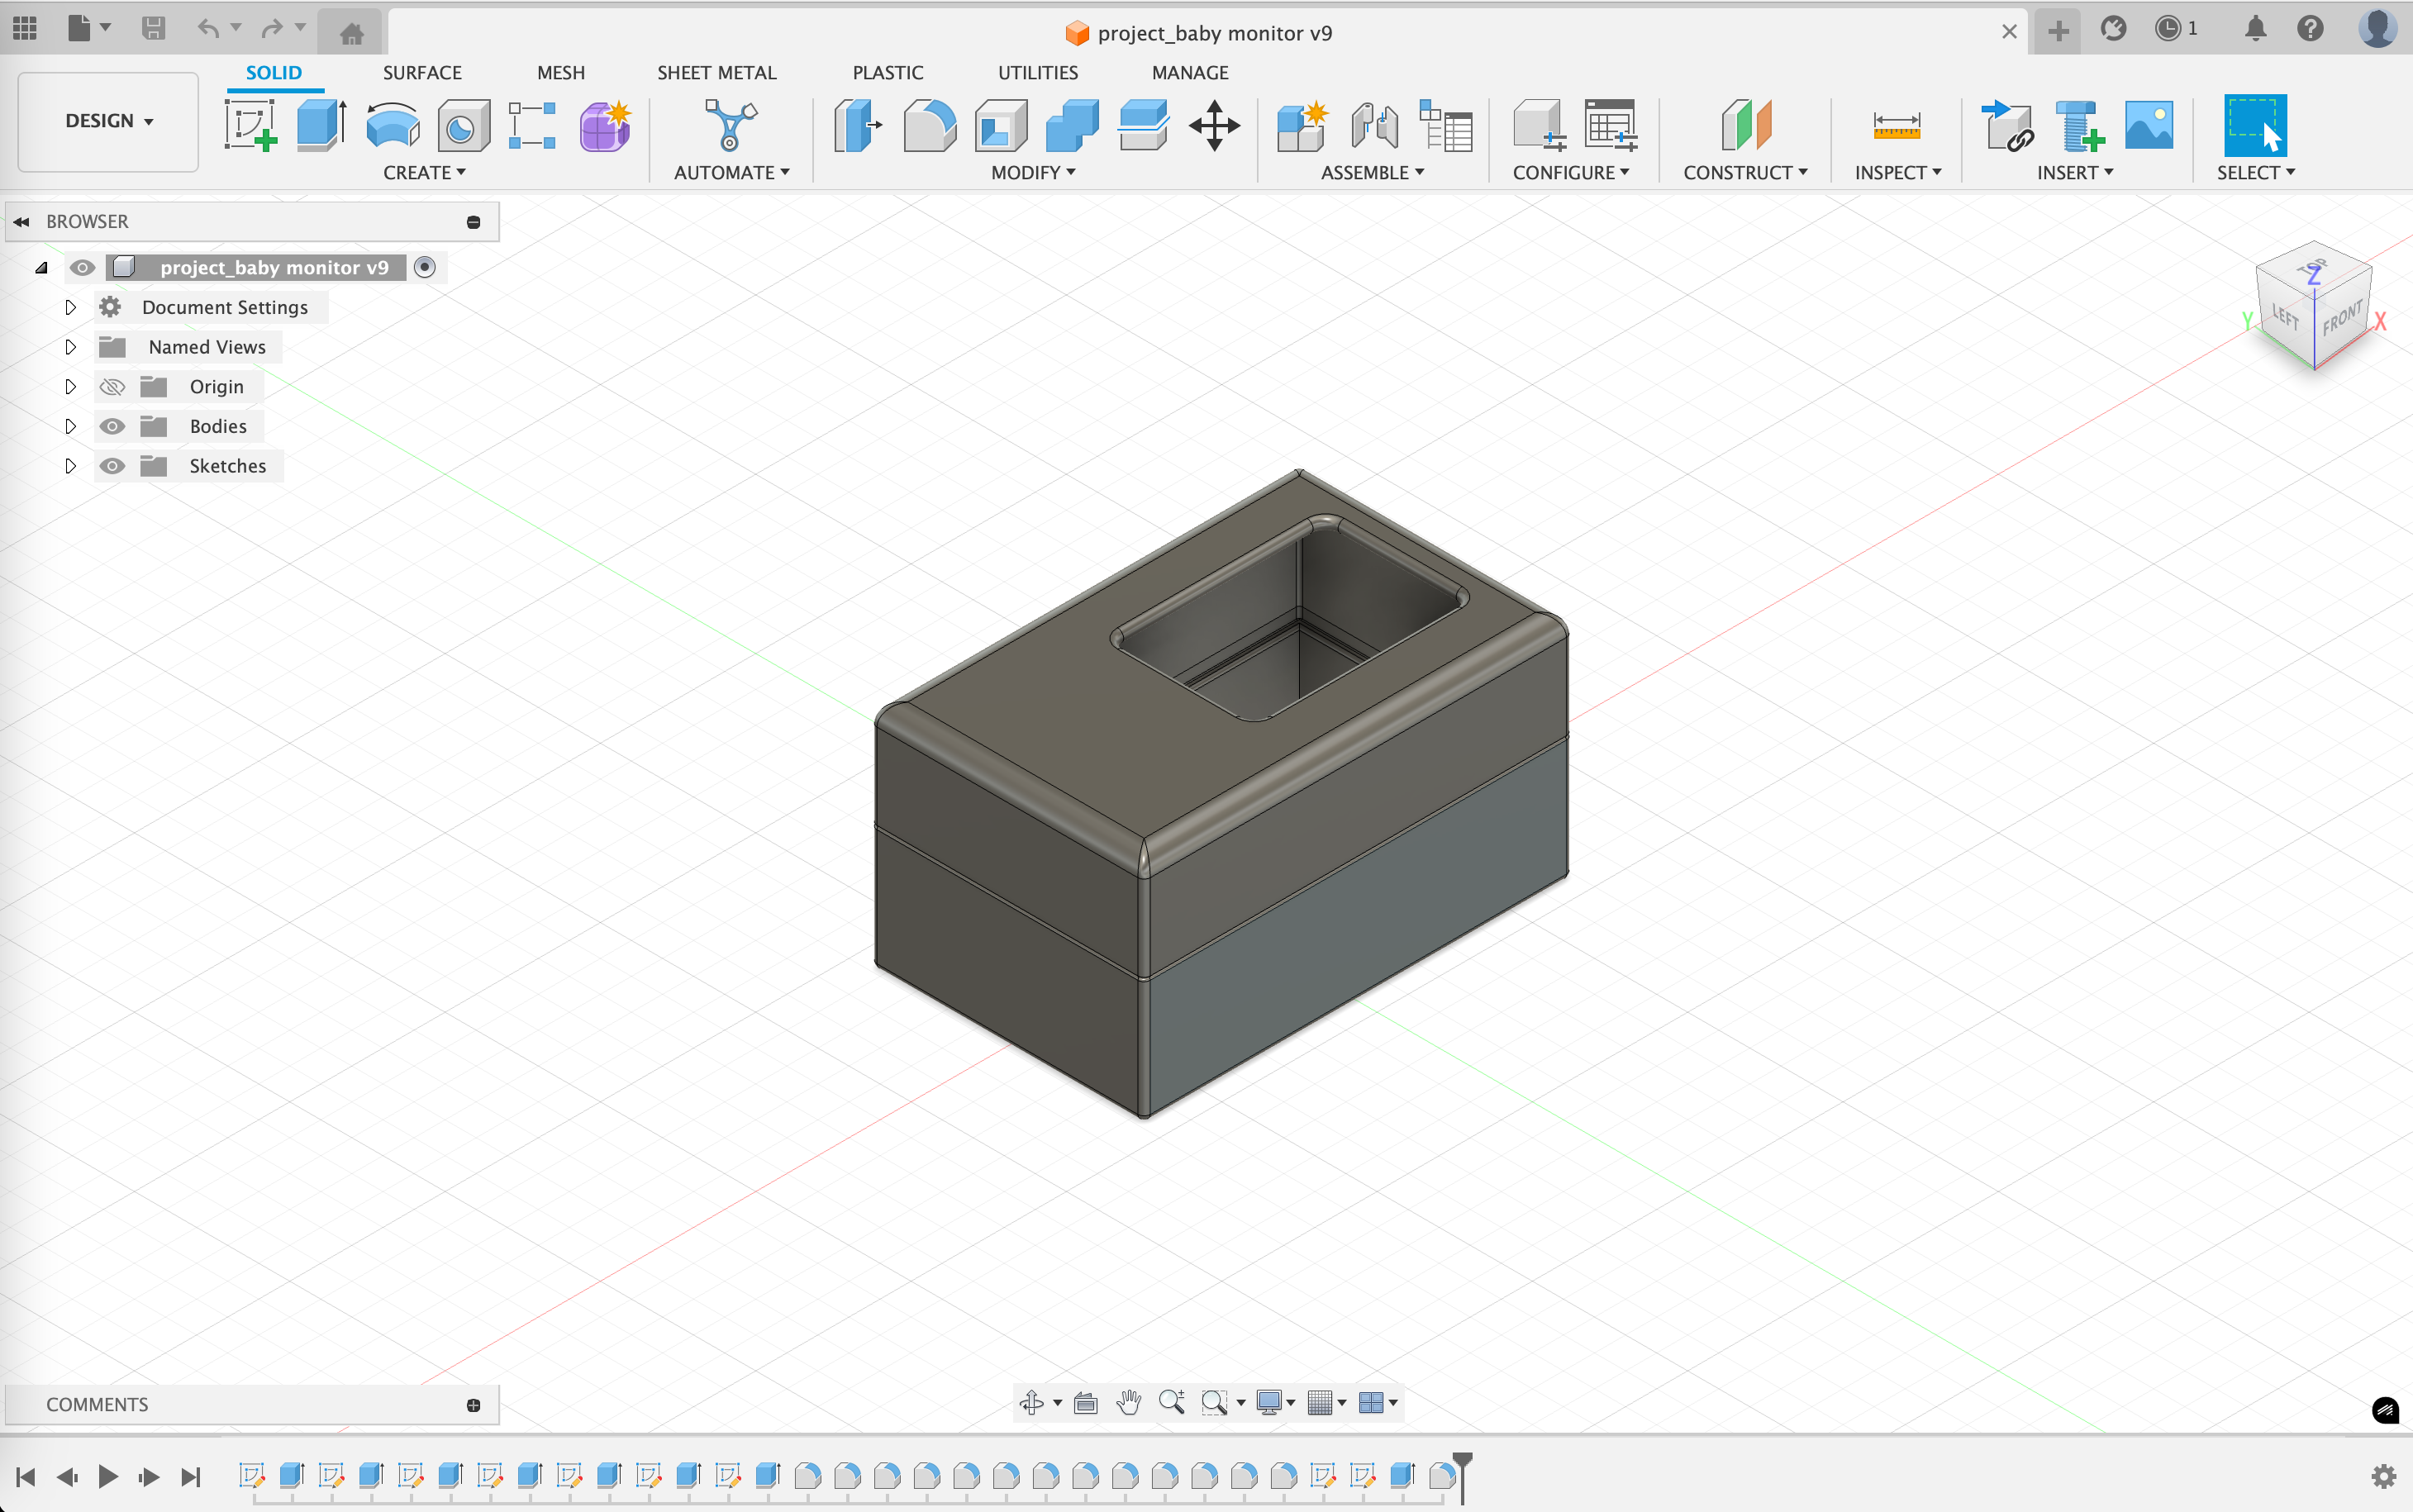 project_baby monitor v9
1
SOLID SURFACE MESH SHEET METAL PLASTIC UTILITIES MANAGE
DESIGN
CREATE AUTOMATE MODIFY ASSEMBLE CONFIGURE CONSTRUCT INSPECT INSERT SELECT
BROWSER
project_baby monitor v9
Document Settings
Named Views
Origin
Bodies
Sketches
TOP
Z
LEFT FRONT
Y X
COMMENTS